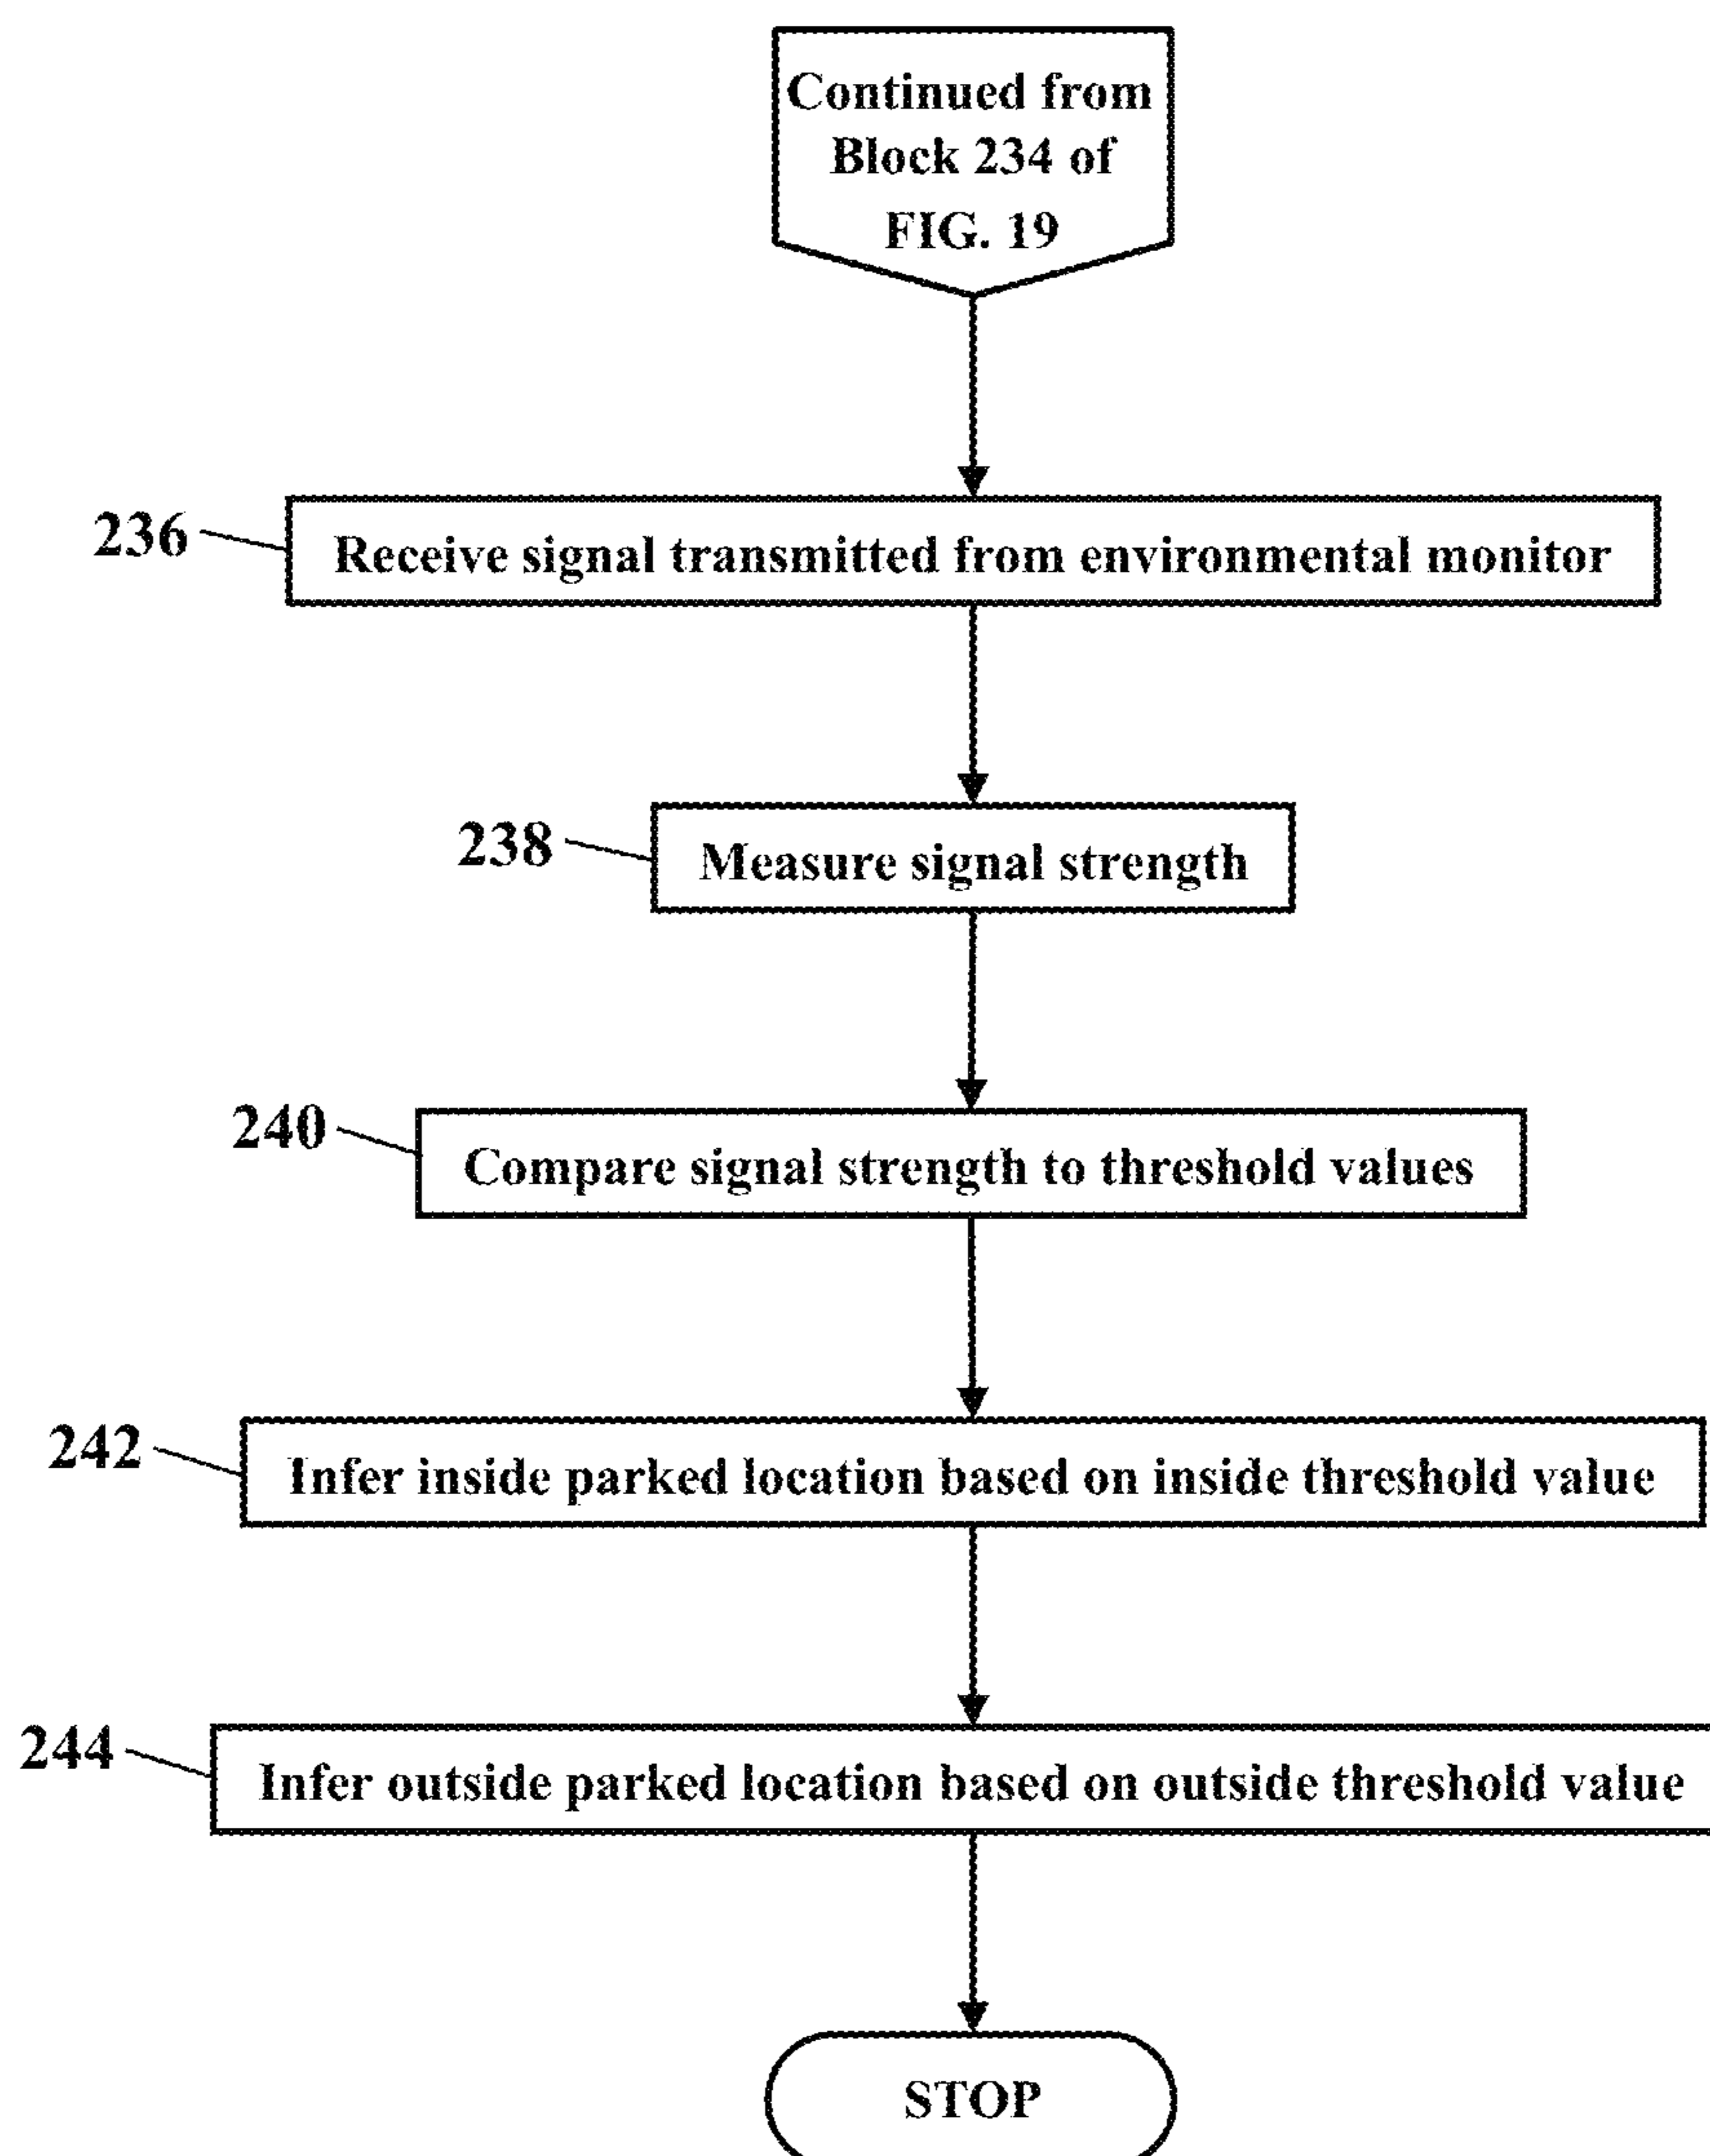 Continued from
Block 234 of
FIG. 19
236
Receive signal transmitted from environmental monitor
238
Measure signal strength
240
Compare signal strength to threshold values
242
Infer inside parked location based on inside threshold value
244
Infer outside parked location based on outside threshold value
STOP